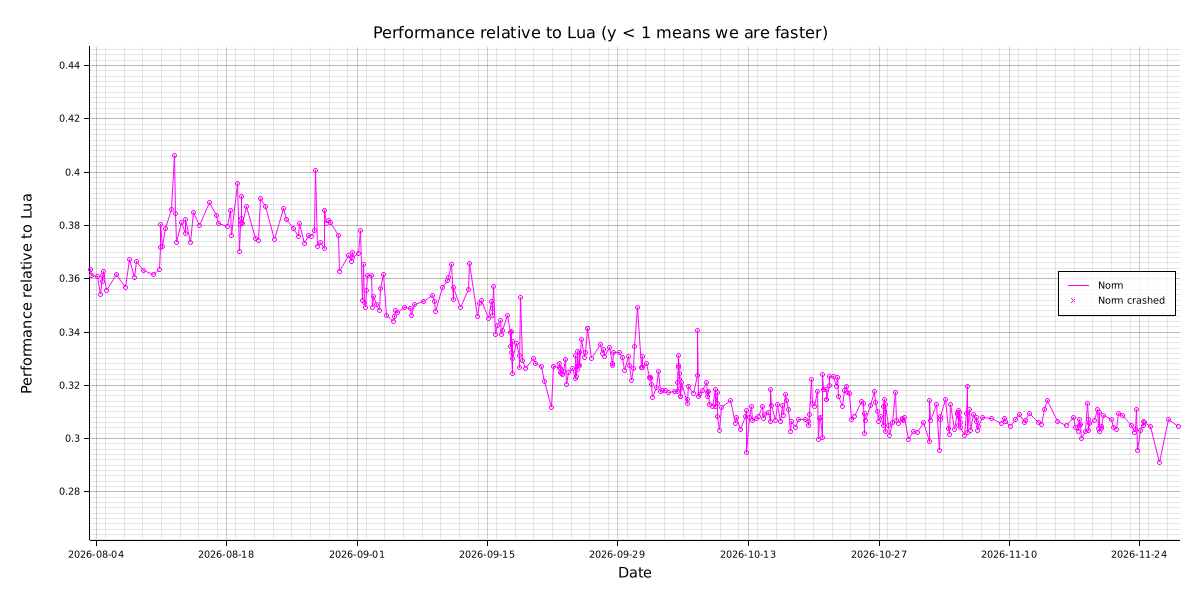 Performance relative to Lua (y < 1 means we are faster)
Performance relative to Lua
0.44
0.42
0.4
0.38
0.36
0.34
0.32
0.3
0.28
Norm
Norm crashed
2026-08-04 2026-08-18 2026-09-01 2026-09-15 2026-09-29 2026-10-13 2026-10-27 2026-11-10 2026-11-24
Date